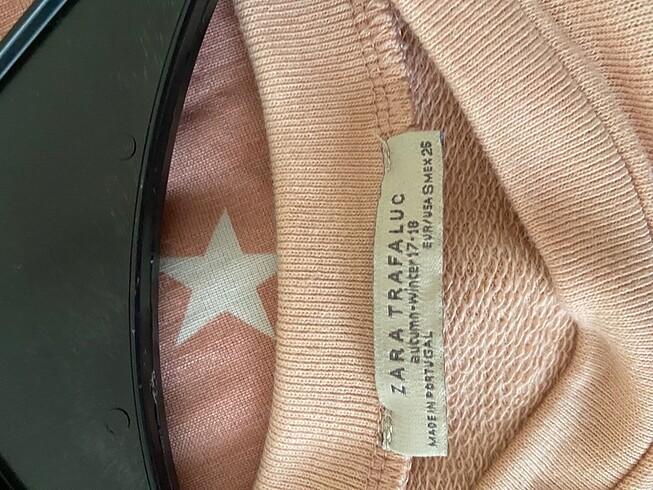 ZARA TRAFALUC
autumn-winter 17-18
MADE IN PORTUGAL EUR/USA S MEX 26